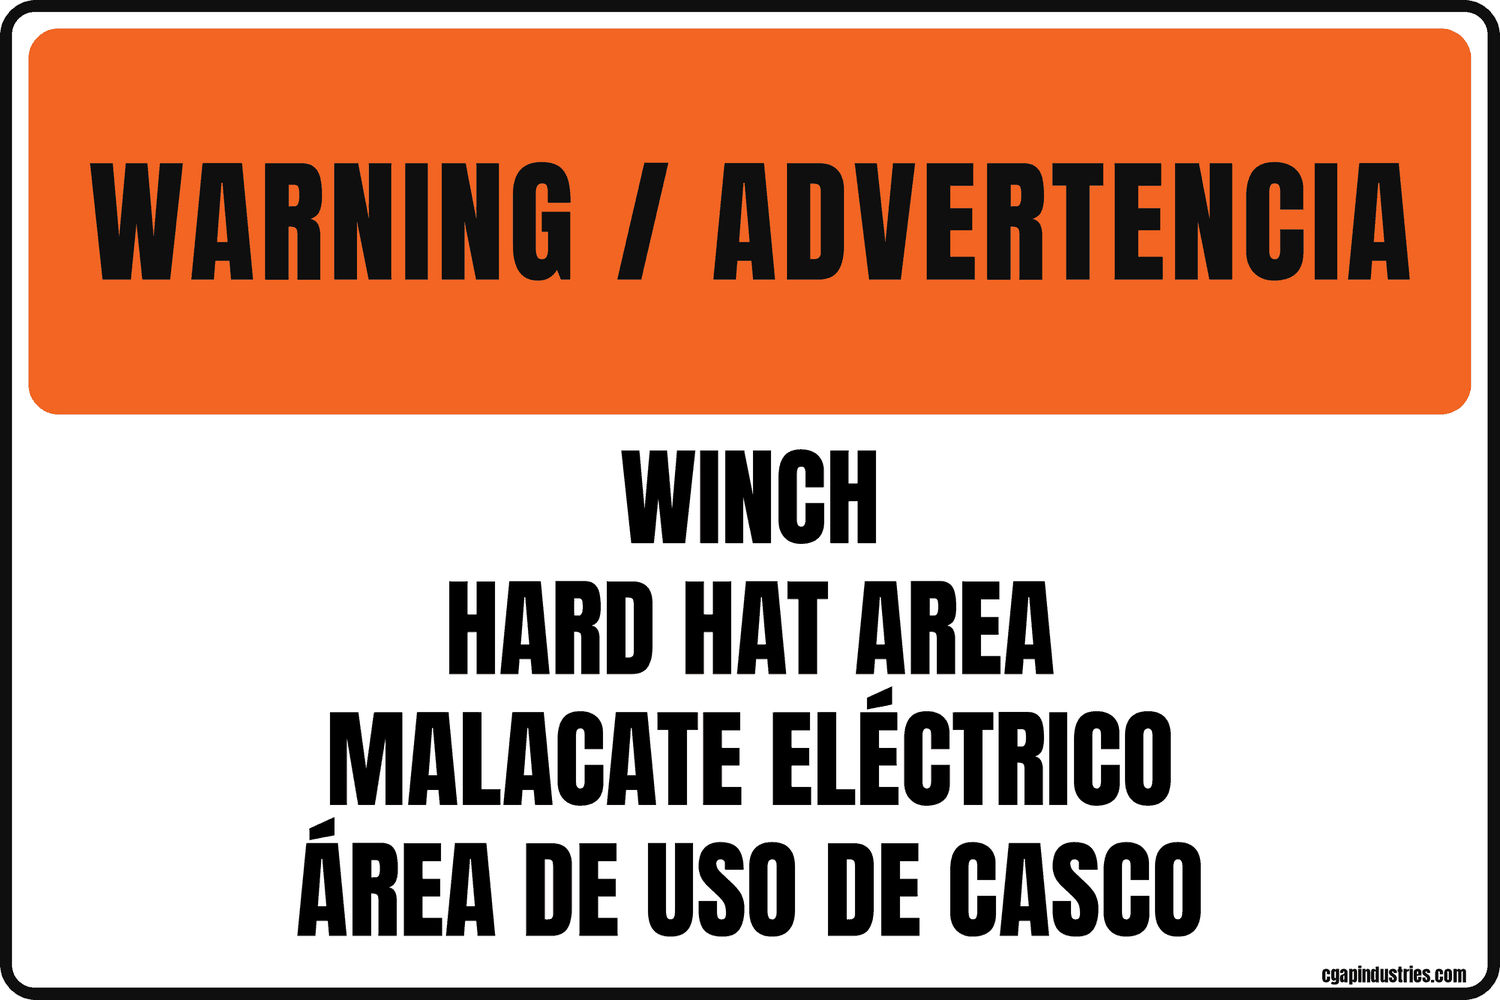 WARNING / ADVERTENCIA
WINCH
HARD HAT AREA
MALACATE ELÉCTRICO
ÁREA DE USO DE CASCO
cgapindustries.com